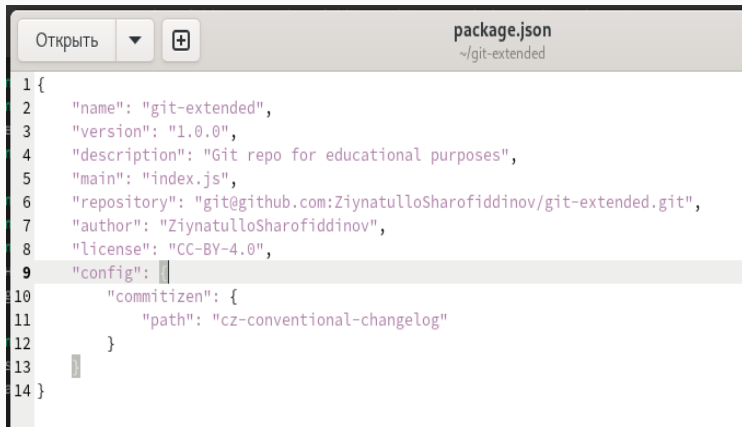 Открыть
package.json
~/git-extended
1 {
2 "name": "git-extended",
3 "version": "1.0.0",
4 "description": "Git repo for educational purposes",
5 "main": "index.js",
6 "repository": "git@github.com:ZiynatulloSharofiddinov/git-extended.git",
7 "author": "ZiynatulloSharofiddinov",
8 "license": "CC-BY-4.0",
9 "config": {
10 "commitizen": {
11 "path": "cz-conventional-changelog"
12 }
13 }
14 }